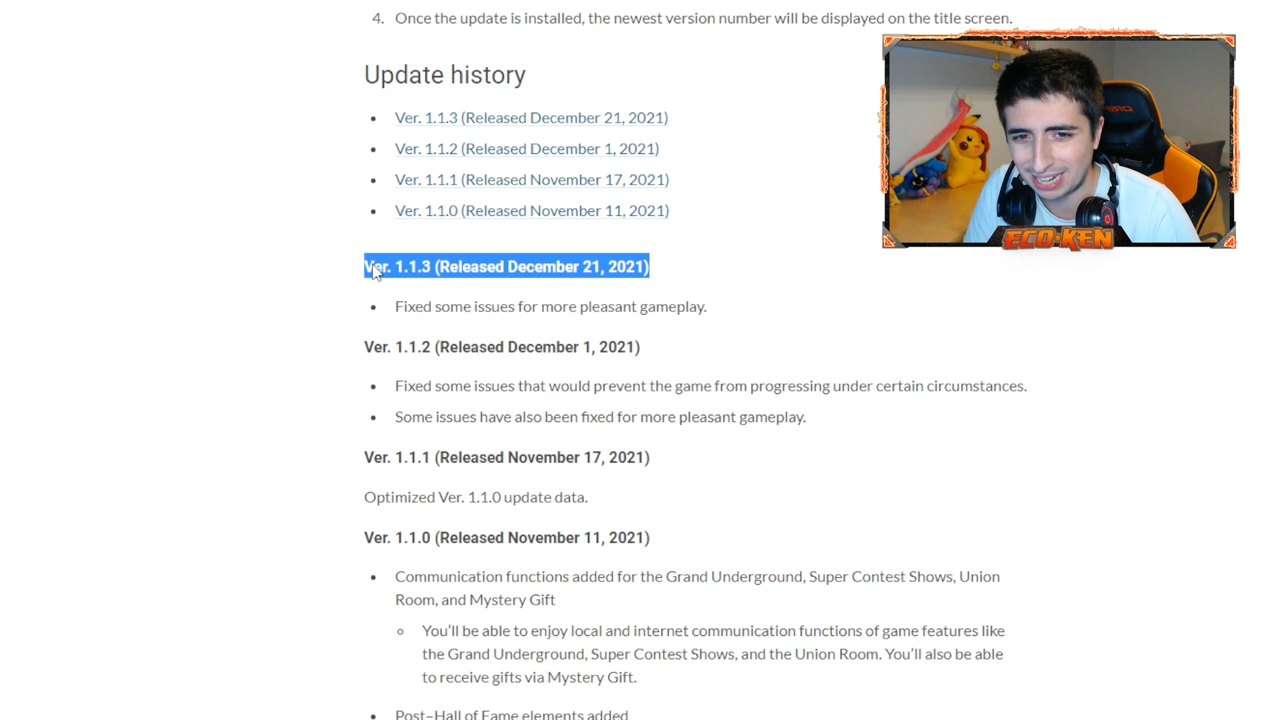 4. Once the update is installed, the newest version number will be displayed on the title screen.
Update history
• Ver. 1.1.3 (Released December 21, 2021)
• Ver. 1.1.2 (Released December 1, 2021)
• Ver. 1.1.1 (Released November 17, 2021)
• Ver. 1.1.0 (Released November 11, 2021)
ECO•KEN
Ver. 1.1.3 (Released December 21, 2021)
• Fixed some issues for more pleasant gameplay.
Ver. 1.1.2 (Released December 1, 2021)
• Fixed some issues that would prevent the game from progressing under certain circumstances.
• Some issues have also been fixed for more pleasant gameplay.
Ver. 1.1.1 (Released November 17, 2021)
Optimized Ver. 1.1.0 update data.
Ver. 1.1.0 (Released November 11, 2021)
• Communication functions added for the Grand Underground, Super Contest Shows, Union
Room, and Mystery Gift
○ You’ll be able to enjoy local and internet communication functions of game features like
the Grand Underground, Super Contest Shows, and the Union Room. You’ll also be able
to receive gifts via Mystery Gift.
• Post–Hall of Fame elements added